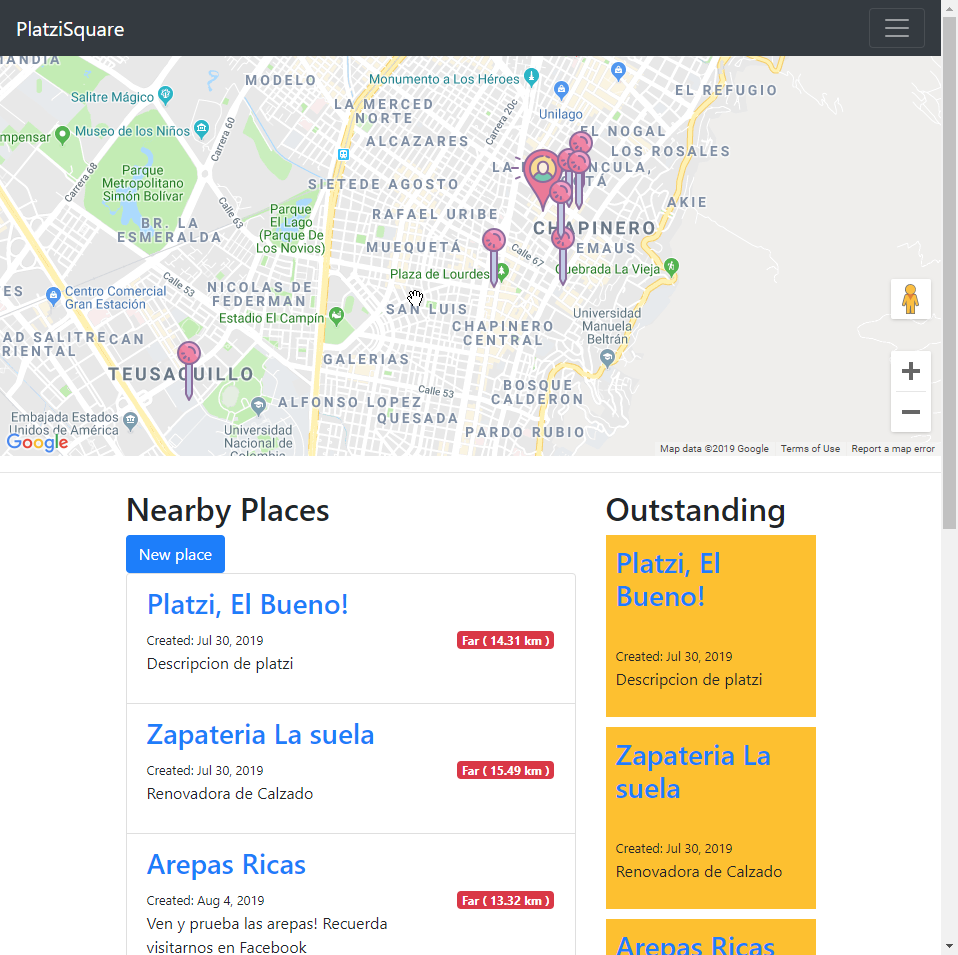 PlatziSquare
MODELO
Monumento a Los Héroes
EL REFUGIO
Salitre Mágico
LA MERCED
NORTE
Carrera 20c
Unilago
mpensar
Museo de los Niños
Carrera 60
ALCAZARES
EL NOGAL
LOS ROSALES
Carrera 68
Parque
Metropolitano
Simón Bolívar
SIETEDE AGOSTO
AKIE
Calle 63
Parque
El Lago
(Parque De
Los Novios)
RAFAEL URIBE
BR. LA
ESMERALDA
CHAPINERO
MUEQUETÁ
Calle 67
EMAUS
Plaza de Lourdes
Quebrada La Vieja
Calle 53
Centro Comercial
Gran Estación
NICOLAS DE
FEDERMAN
SAN LUIS
Estadio El Campín
CHAPINERO
CENTRAL
Universidad
Manuela
Beltrán
AD SALITRE
RIENTAL
CAN
GALERIAS
TEUSAQUILLO
BOSQUE
CALDERON
Calle 53
ALFONSO LOPEZ
QUESADA
Embajada Estados
Unidos de América
Universidad
Nacional de
Colombia
PARDO RUBIO
Google
Map data ©2019 Google
Terms of Use
Report a map error
Nearby Places
New place
Platzi, El Bueno!
Created: Jul 30, 2019
Far ( 14.31 km )
Descripcion de platzi
Zapateria La suela
Created: Jul 30, 2019
Far ( 15.49 km )
Renovadora de Calzado
Arepas Ricas
Created: Aug 4, 2019
Far ( 13.32 km )
Ven y prueba las arepas! Recuerda
visitarnos en Facebook
Outstanding
Platzi, El
Bueno!
Created: Jul 30, 2019
Descripcion de platzi
Zapateria La
suela
Created: Jul 30, 2019
Renovadora de Calzado
Arepas Ricas